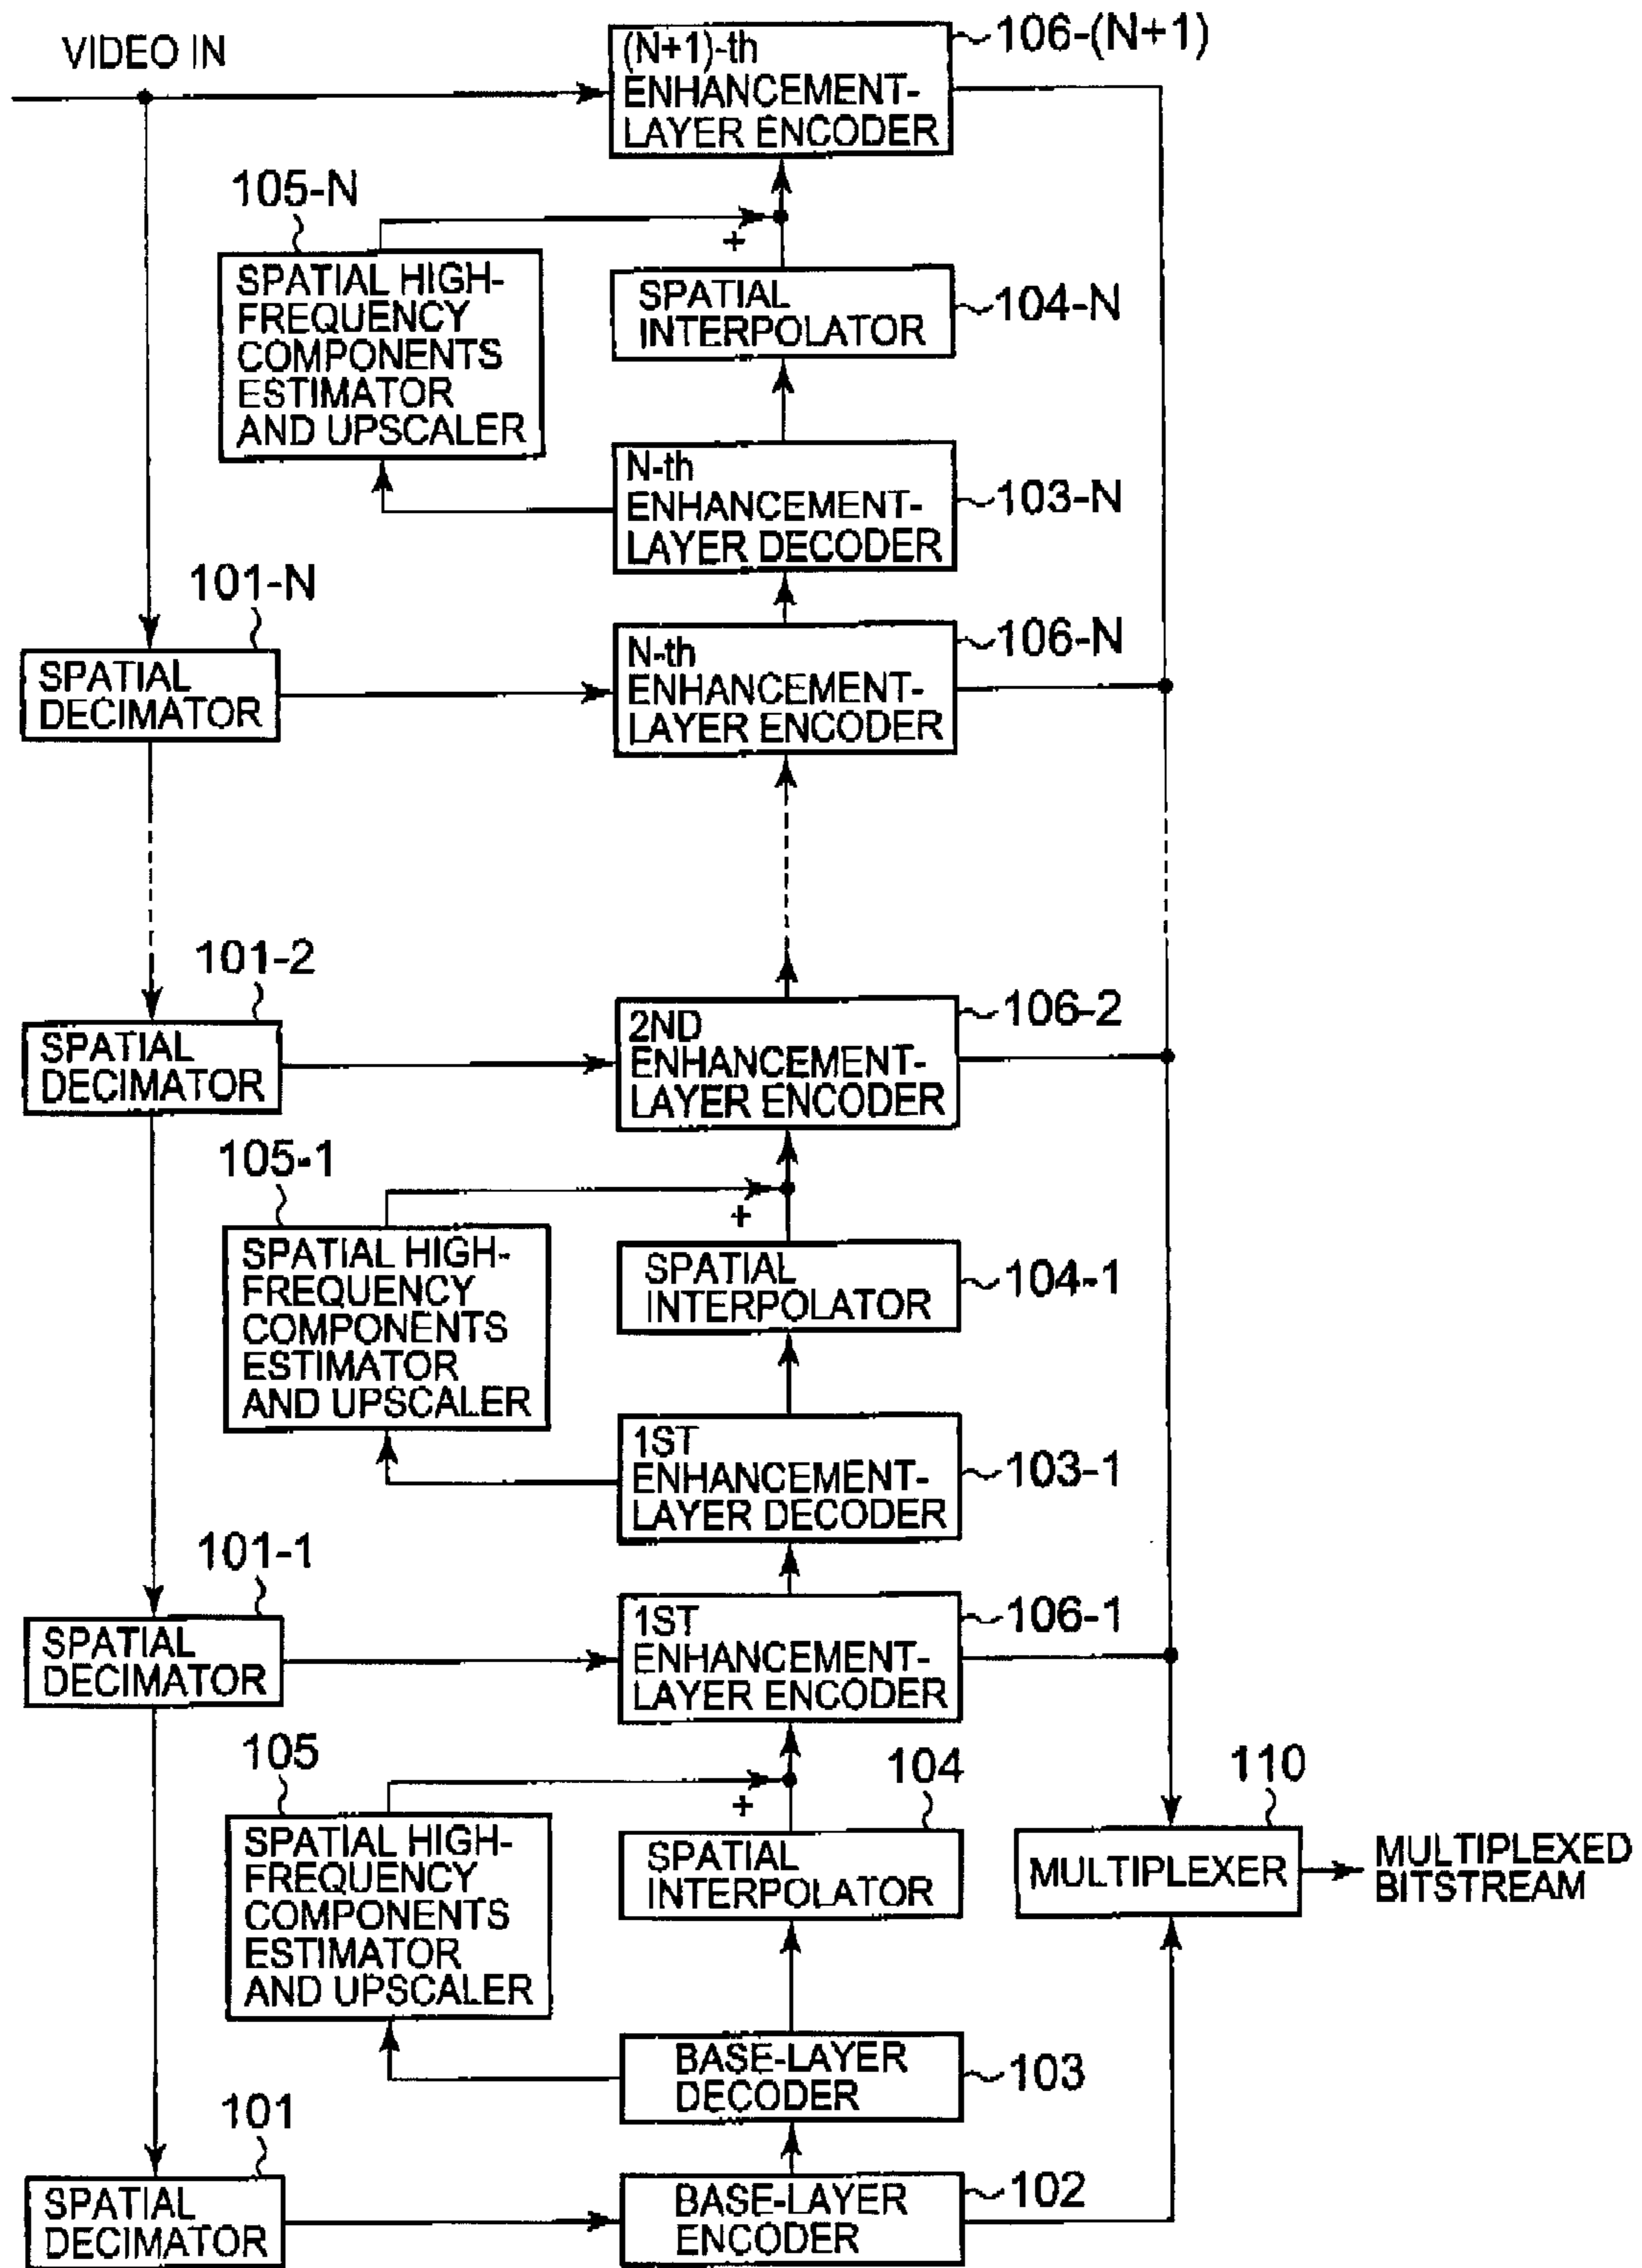 VIDEO IN
(N+1)-th
ENHANCEMENT-
LAYER ENCODER
106-(N+1)
105-N
SPATIAL HIGH-
FREQUENCY
COMPONENTS
ESTIMATOR
AND UPSCALER
+
SPATIAL
INTERPOLATOR
104-N
N-th
ENHANCEMENT-
LAYER DECODER
103-N
101-N
SPATIAL
DECIMATOR
N-th
ENHANCEMENT-
LAYER ENCODER
106-N
101-2
SPATIAL
DECIMATOR
2ND
ENHANCEMENT-
LAYER ENCODER
106-2
105-1
SPATIAL HIGH-
FREQUENCY
COMPONENTS
ESTIMATOR
AND UPSCALER
+
SPATIAL
INTERPOLATOR
104-1
1ST
ENHANCEMENT-
LAYER DECODER
103-1
101-1
SPATIAL
DECIMATOR
1ST
ENHANCEMENT-
LAYER ENCODER
106-1
105
SPATIAL HIGH-
FREQUENCY
COMPONENTS
ESTIMATOR
AND UPSCALER
+
104
SPATIAL
INTERPOLATOR
110
MULTIPLEXER
MULTIPLEXED
BITSTREAM
BASE-LAYER
DECODER
103
101
SPATIAL
DECIMATOR
BASE-LAYER
ENCODER
102